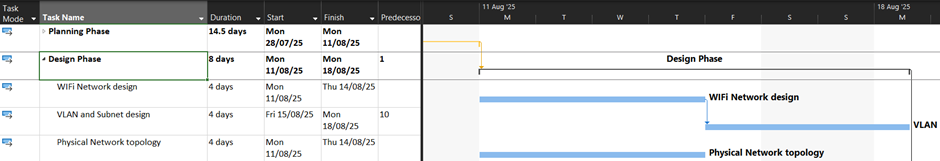 Task Mode Task Name Duration Start Finish Predecesso 11 Aug '25 18 Aug '25
S M T W T F S S M
Planning Phase 14.5 days Mon 28/07/25 Mon 11/08/25
Design Phase 8 days Mon 11/08/25 Mon 18/08/25 1 Design Phase
WIFi Network design 4 days Mon 11/08/25 Thu 14/08/25 WIFi Network design
VLAN and Subnet design 4 days Fri 15/08/25 Mon 18/08/25 10 VLAN
Physical Network topology 4 days Mon 11/08/25 Thu 14/08/25 Physical Network topology